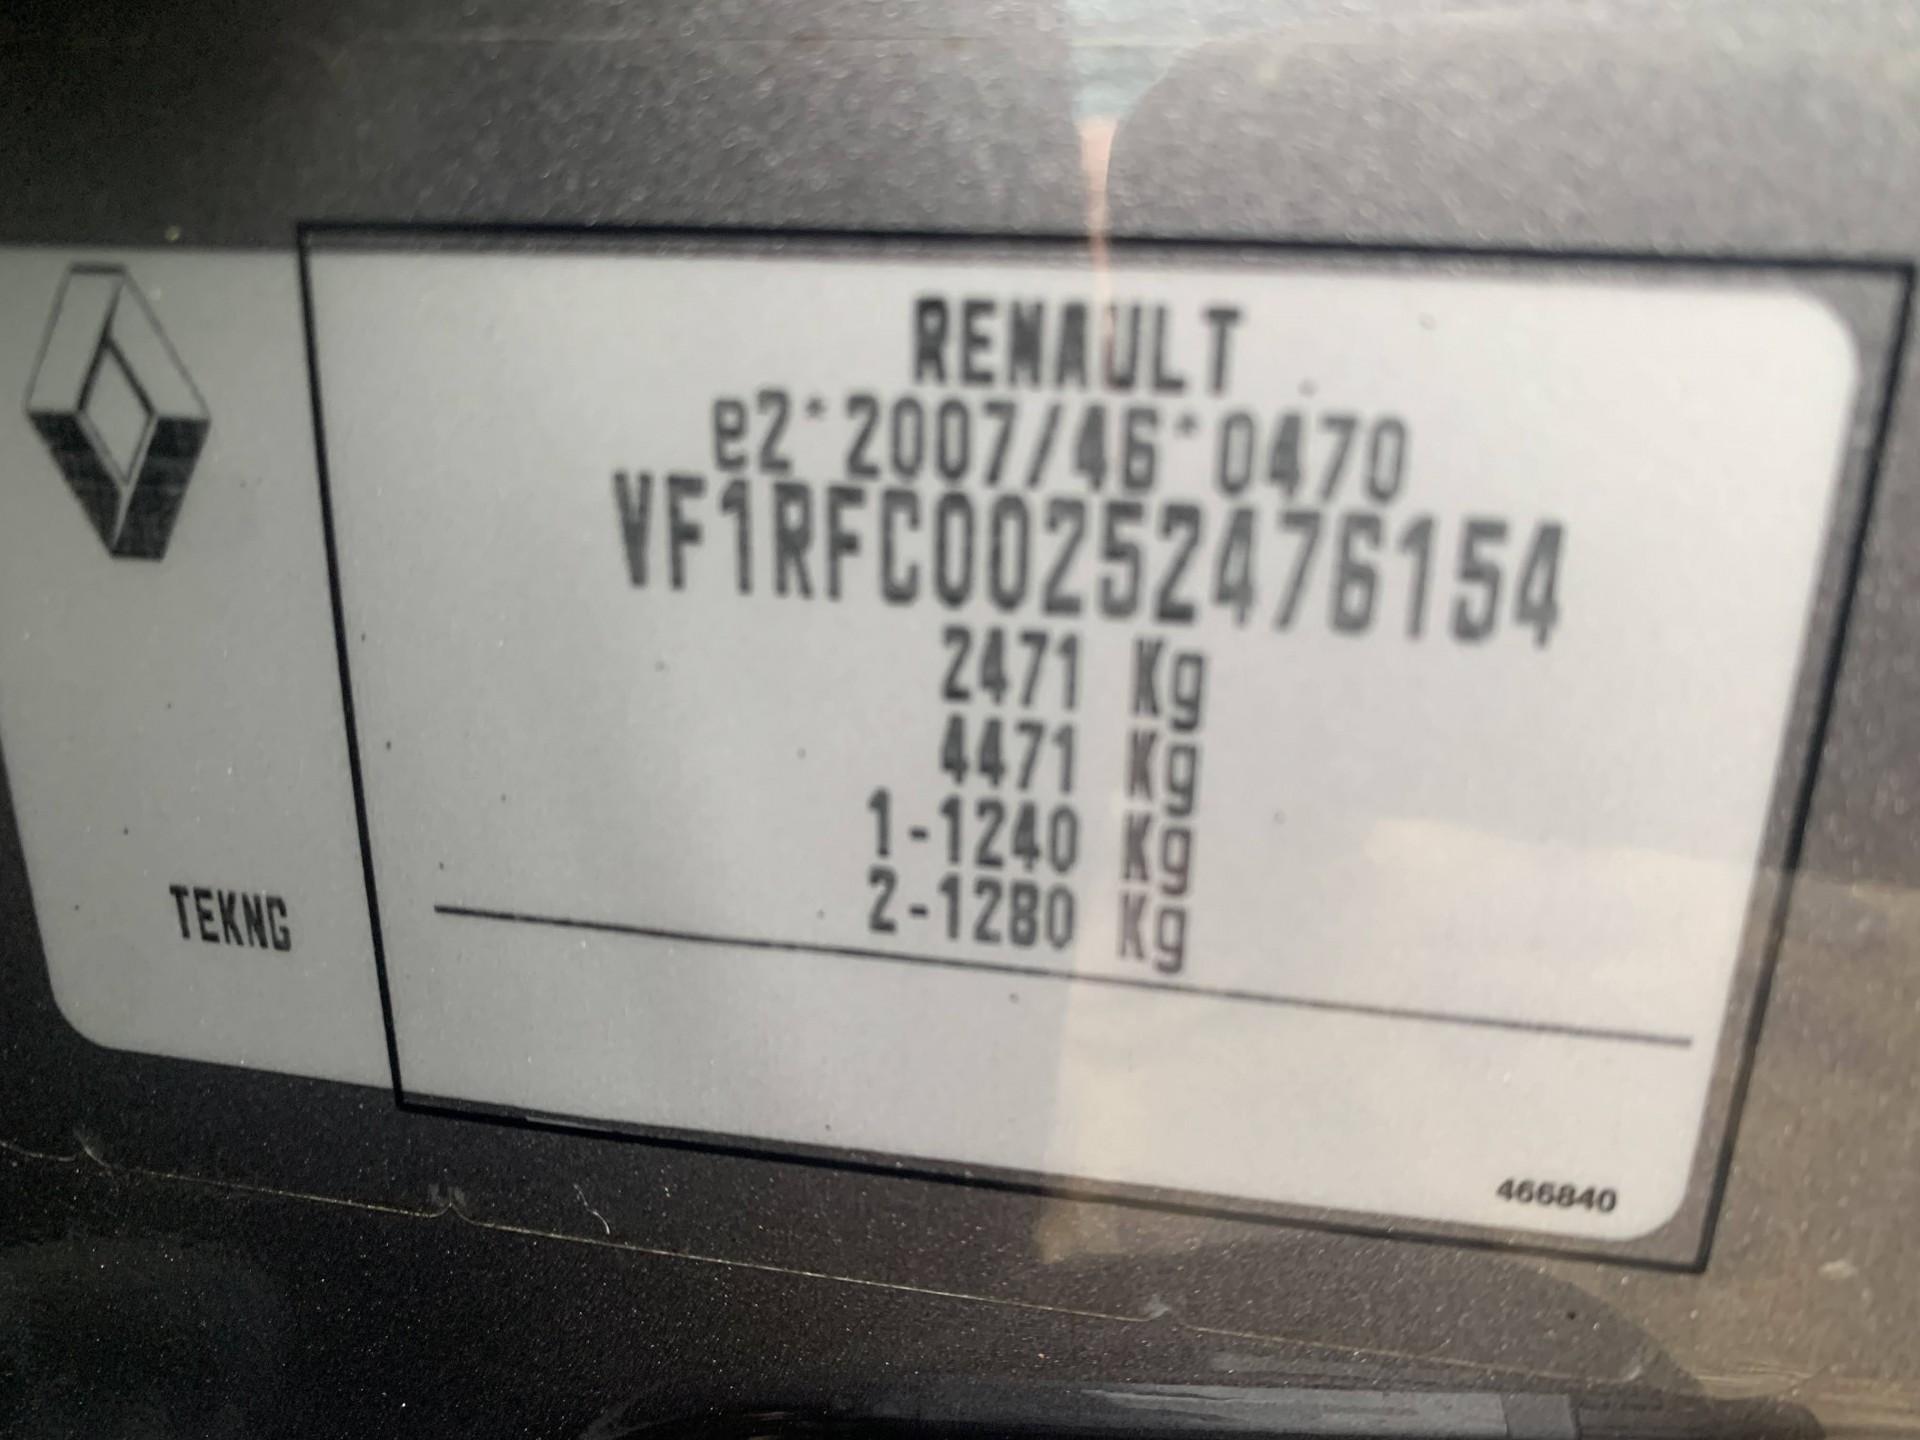 RENAULT
e2*2007/46*0470
VF1RFC00252476154
2471 Kg
4471 Kg
1-1240 Kg
2-1280 Kg
TEKNG
466840